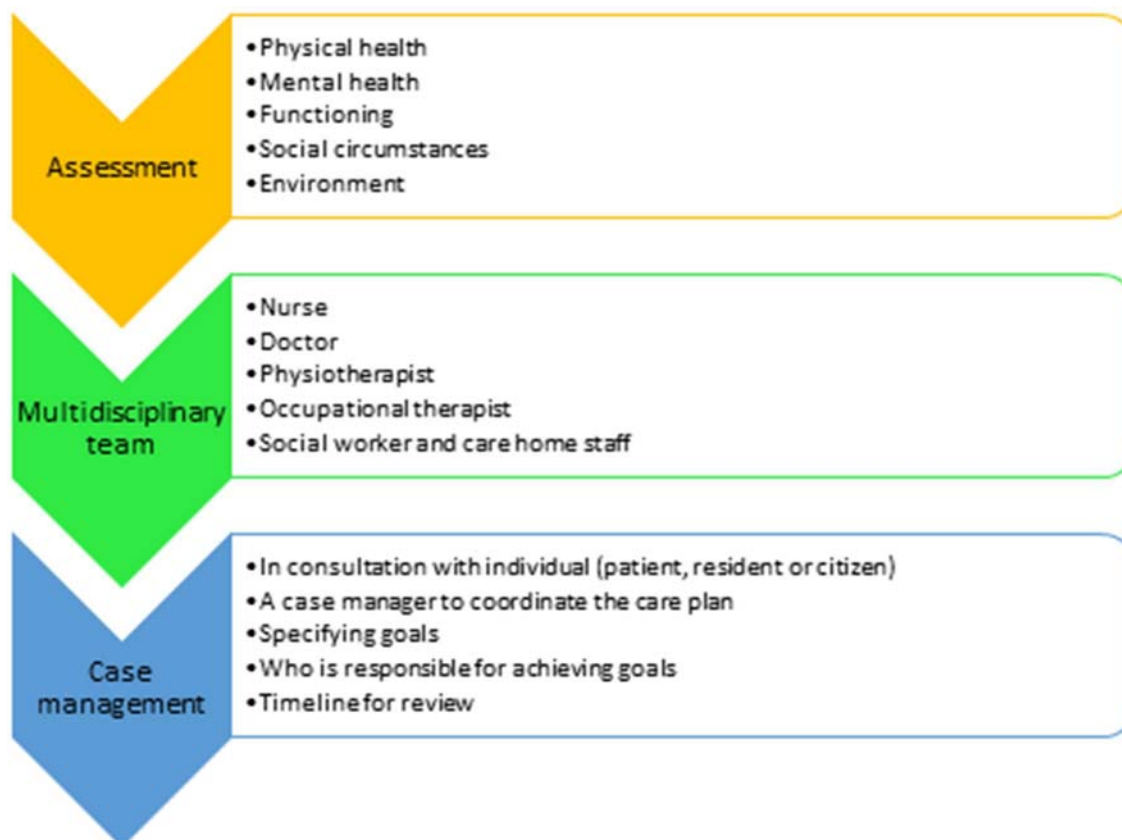 Assessment
•Physical health
•Mental health
•Functioning
•Social circumstances
•Environment
Multidisciplinary
team
•Nurse
•Doctor
•Physiotherapist
•Occupational therapist
•Social worker and care home staff
Case
management
•In consultation with individual (patient, resident or citizen)
•A case manager to coordinate the care plan
•Specifying goals
•Who is responsible for achieving goals
•Timeline for review